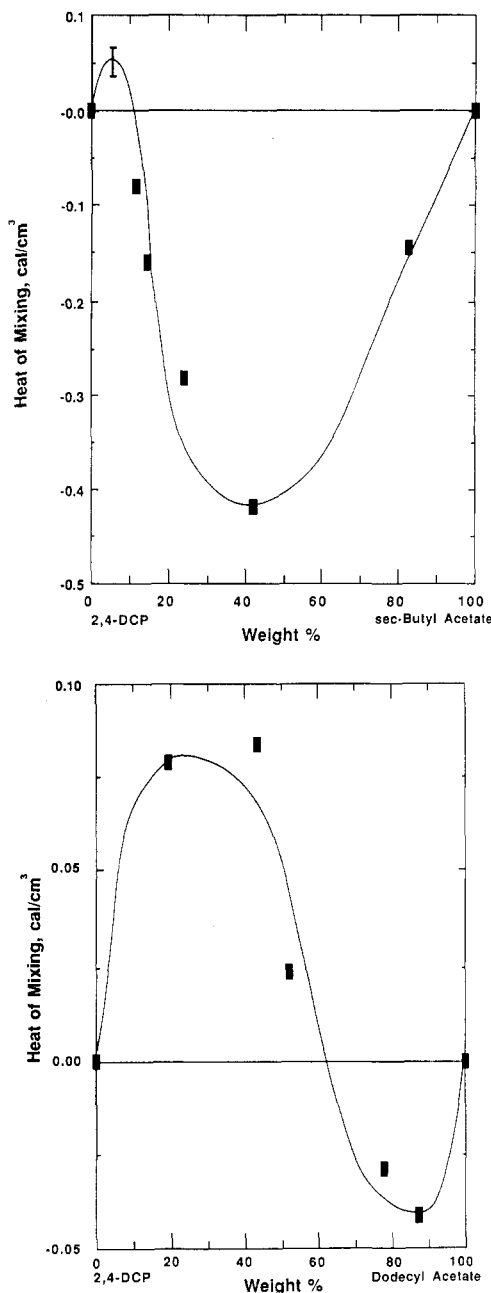 0.1
-0.0
-0.1
-0.2
-0.3
-0.4
-0.5
Heat of Mixing, cal/cm³
0 20 40 60 80 100
2,4-DCP sec-Butyl Acetate
Weight %
0.10
0.05
0.00
-0.05
Heat of Mixing, cal/cm³
0 20 40 60 80 100
2,4-DCP Dodecyl Acetate
Weight %